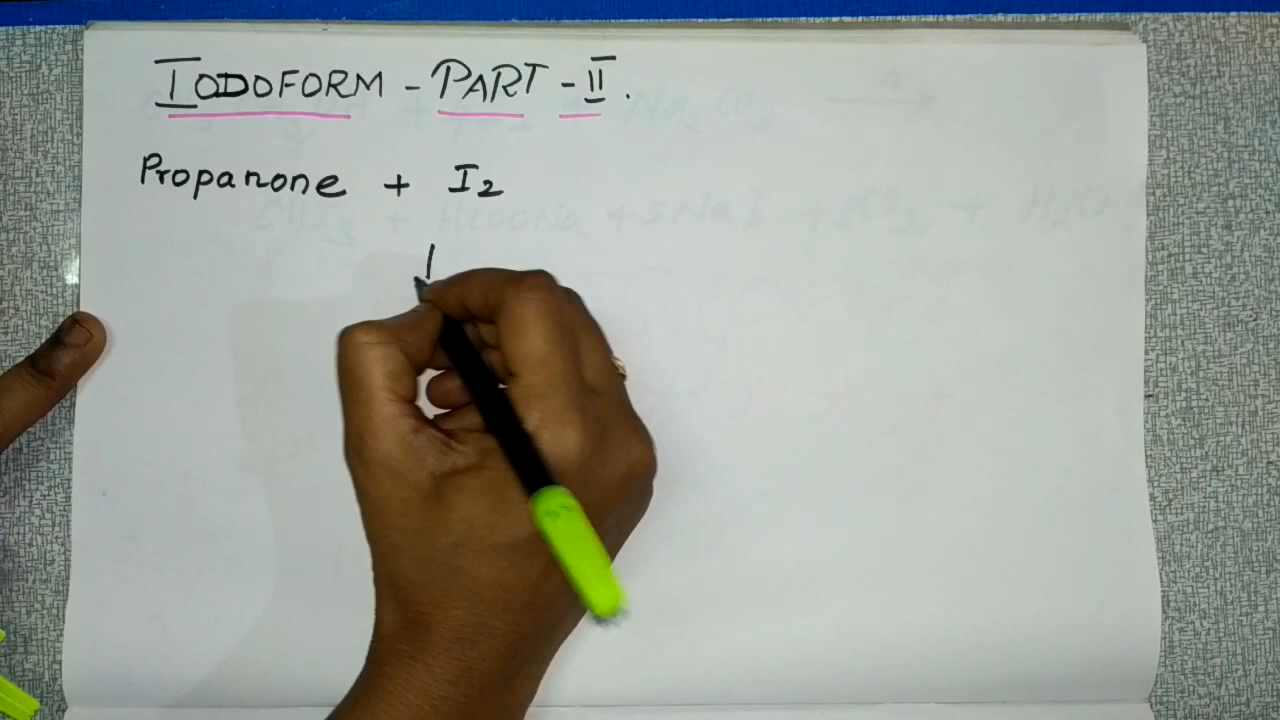 IODOFORM - PART - II.
Propanone + I₂